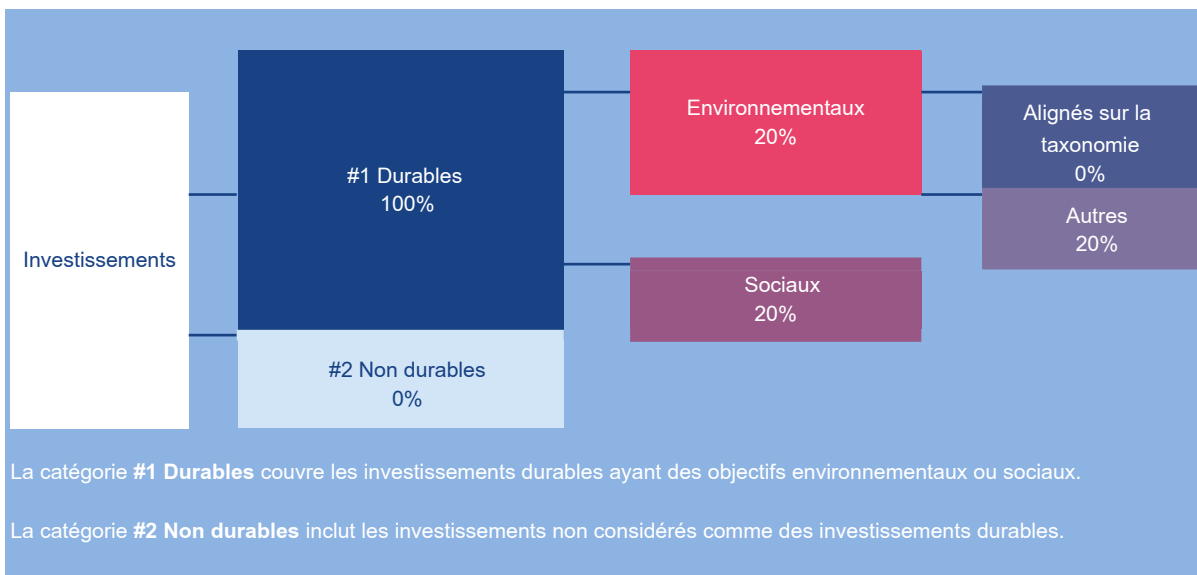 Investissements
#1 Durables
100%
#2 Non durables
0%
Environnementaux
20%
Sociaux
20%
Alignés sur la
taxonomie
0%
Autres
20%
La catégorie #1 Durables couvre les investissements durables ayant des objectifs environnementaux ou sociaux.
La catégorie #2 Non durables inclut les investissements non considérés comme des investissements durables.